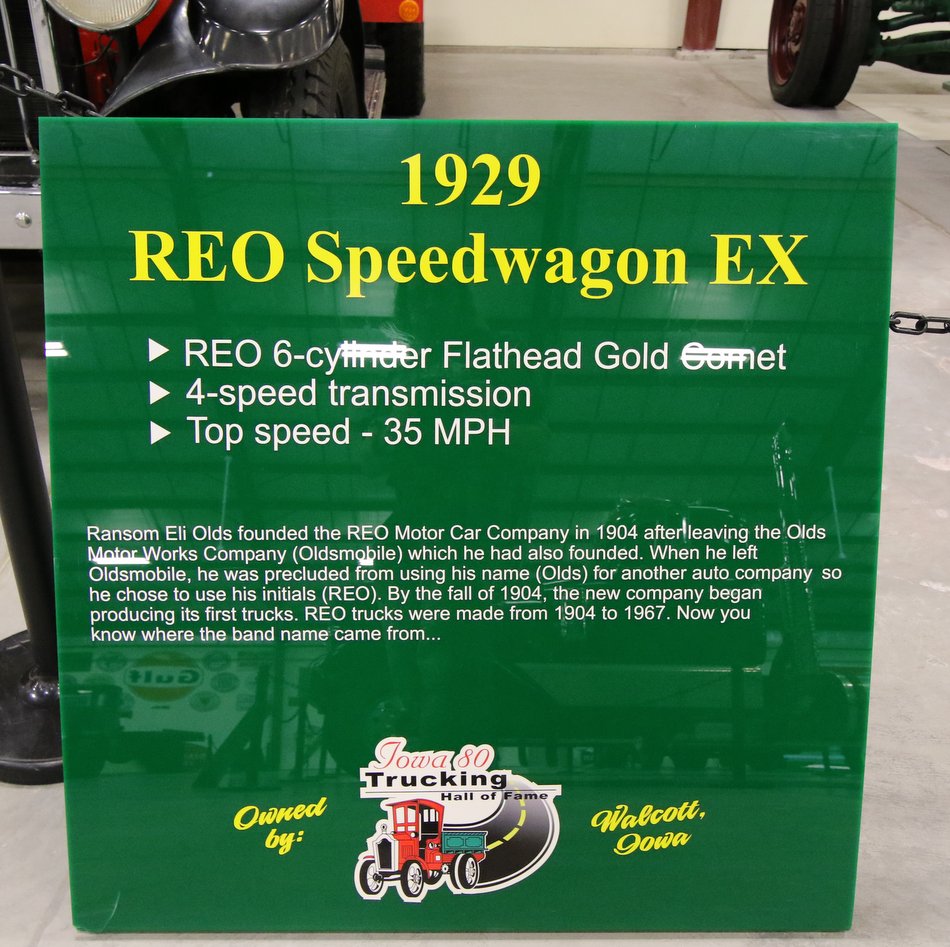 1929
REO Speedwagon EX
REO 6-cylinder Flathead Gold Comet
4-speed transmission
Top speed - 35 MPH
Ransom Eli Olds founded the REO Motor Car Company in 1904 after leaving the Olds
Motor Works Company (Oldsmobile) which he had also founded. When he left
Oldsmobile, he was precluded from using his name (Olds) for another auto company so
he chose to use his initials (REO). By the fall of 1904, the new company began
producing its first trucks. REO trucks were made from 1904 to 1967. Now you
know where the band name came from...
Gulf
Owned
by:
Iowa 80
Trucking
Hall of Fame
Walcott,
Iowa